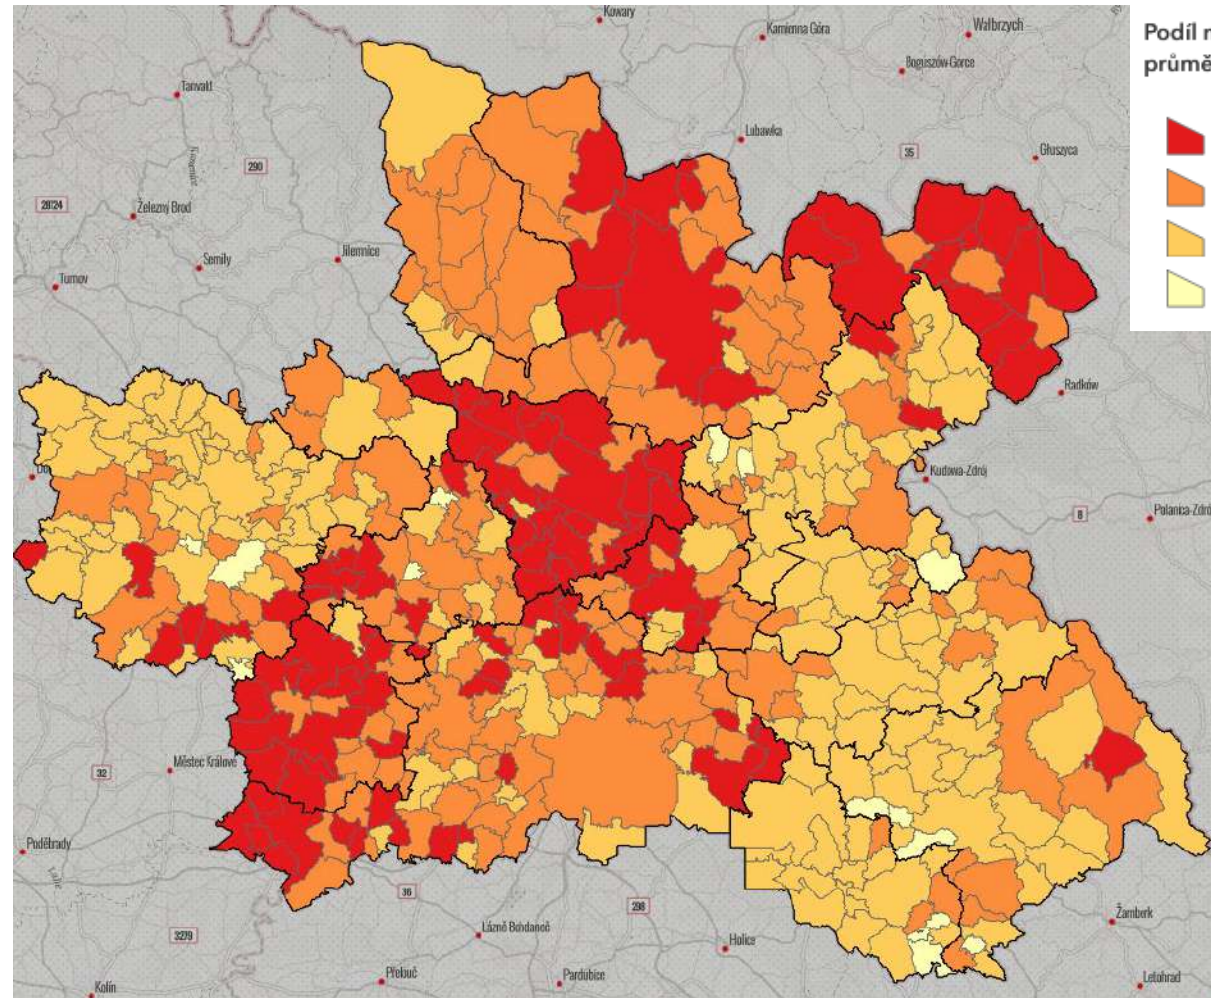 Kowary
Kamienna Góra
Wałbrzych
Podíl n
průmě
Boguszów-Gorce
Tanvald
Lubawka
35
Głuszyca
290
28724
Železný Brod
Semily
Jilemnice
Turnov
Radków
Kudowa-Zdrój
8
Polanica-Zdrój
32
Městec Králové
Poděbrady
36
298
Žamberk
3279
Lázně Bohdaneč
Holice
Přelouč
Pardubice
Letohrad
Kolín